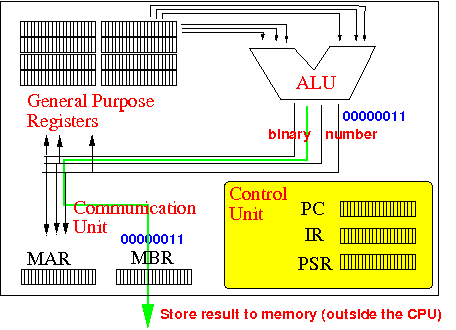 ALU
General Purpose
Registers
00000011
binary number
Control
Unit
Communication
Unit
PC
IR
PSR
00000011
MAR
MBR
Store result to memory (outside the CPU)